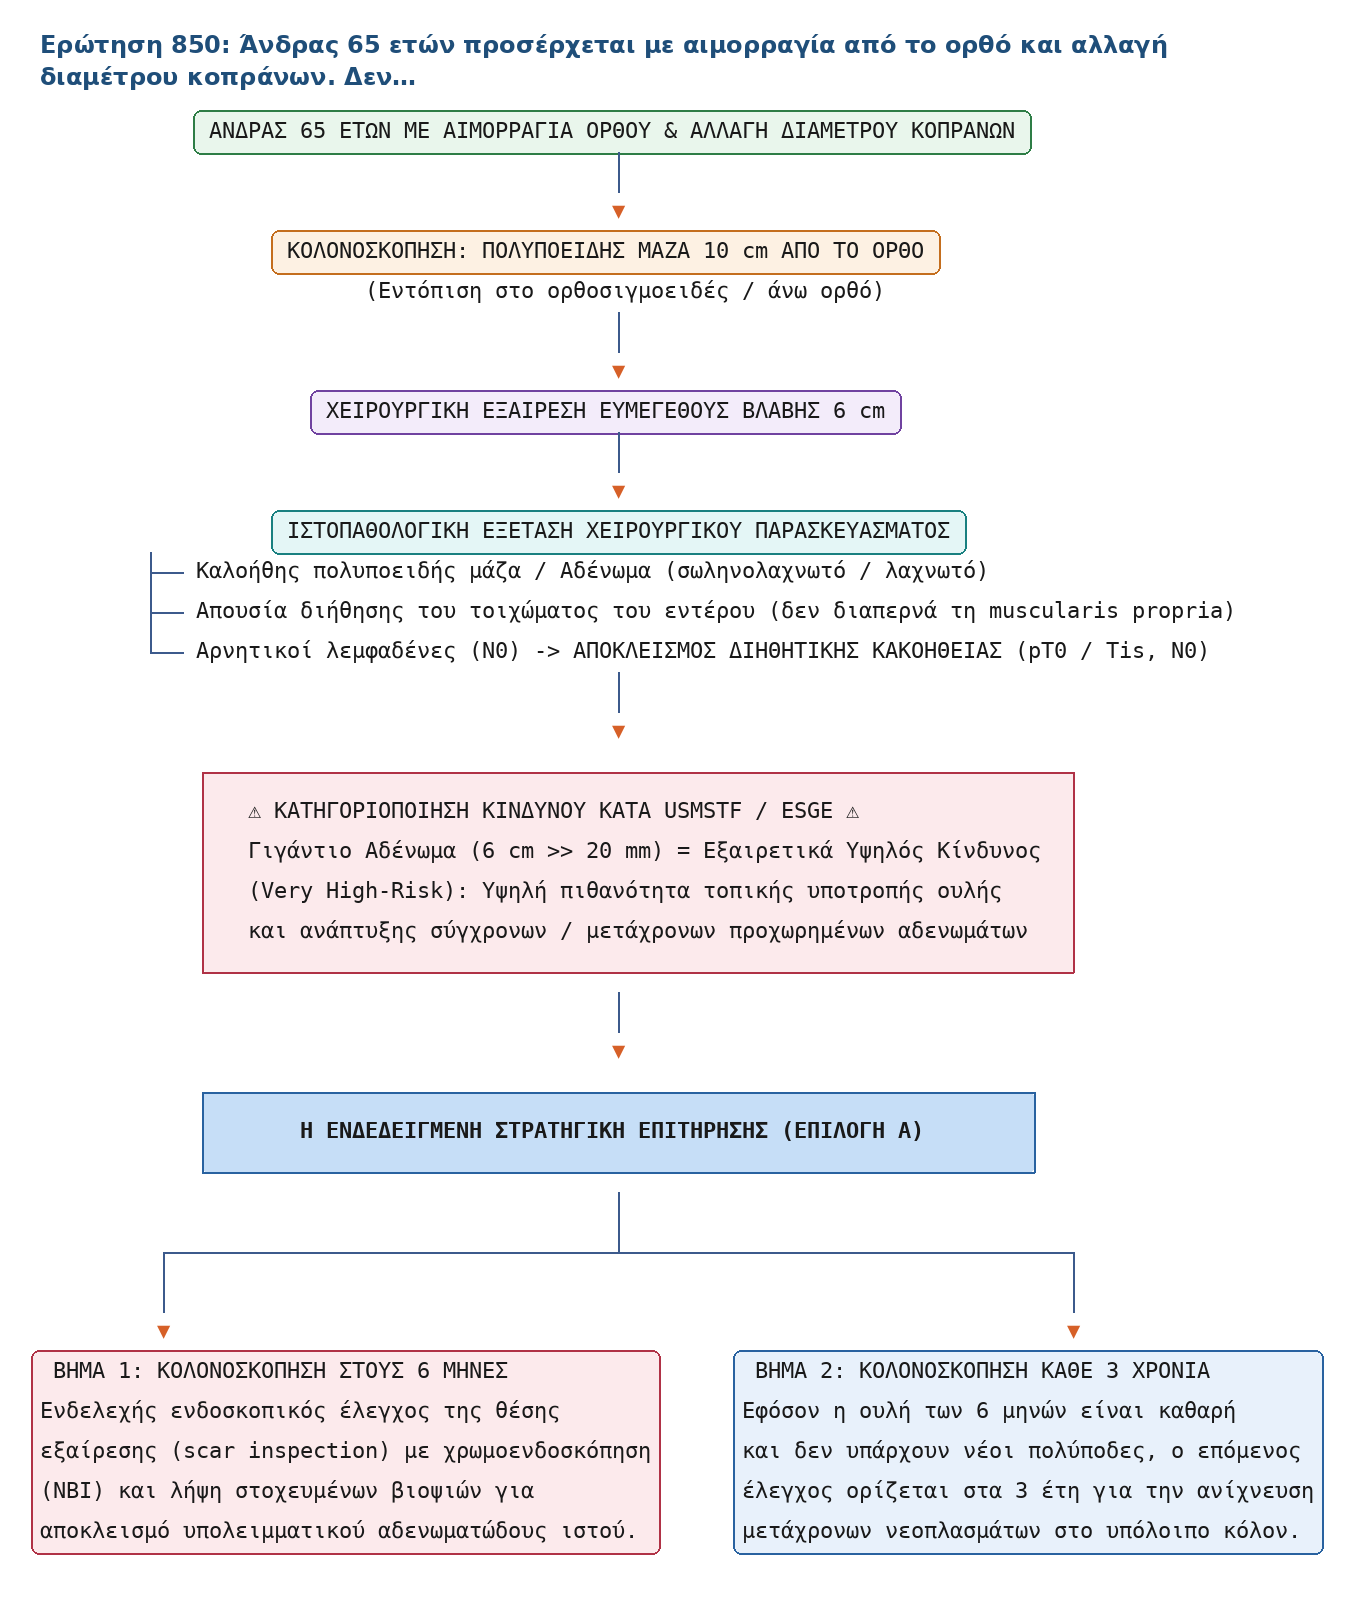 Ερώτηση 850: Άνδρας 65 ετών προσέρχεται με αιμορραγία από το ορθό και αλλαγή
διαμέτρου κοπράνων. Δεν…
ΑΝΔΡΑΣ 65 ΕΤΩΝ ΜΕ ΑΙΜΟΡΡΑΓΙΑ ΟΡΘΟΥ & ΑΛΛΑΓΗ ΔΙΑΜΕΤΡΟΥ ΚΟΠΡΑΝΩΝ
▼
ΚΟΛΟΝΟΣΚΟΠΗΣΗ: ΠΟΛΥΠΟΕΙΔΗΣ ΜΑΖΑ 10 cm ΑΠΟ ΤΟ ΟΡΘΟ
(Εντόπιση στο ορθοσιγμοειδές / άνω ορθό)
▼
ΧΕΙΡΟΥΡΓΙΚΗ ΕΞΑΙΡΕΣΗ ΕΥΜΕΓΕΘΟΥΣ ΒΛΑΒΗΣ 6 cm
▼
ΙΣΤΟΠΑΘΟΛΟΓΙΚΗ ΕΞΕΤΑΣΗ ΧΕΙΡΟΥΡΓΙΚΟΥ ΠΑΡΑΣΚΕΥΑΣΜΑΤΟΣ
Καλοήθης πολυποειδής μάζα / Αδένωμα (σωληνολαχνωτό / λαχνωτό)
Απουσία διήθησης του τοιχώματος του εντέρου (δεν διαπερνά τη muscularis propria)
Αρνητικοί λεμφαδένες (N0) -> ΑΠΟΚΛΕΙΣΜΟΣ ΔΙΗΘΗΤΙΚΗΣ ΚΑΚΟΗΘΕΙΑΣ (pT0 / Tis, N0)
▼
⚠ ΚΑΤΗΓΟΡΙΟΠΟΙΗΣΗ ΚΙΝΔΥΝΟΥ ΚΑΤΑ USMSTF / ESGE ⚠
Γιγάντιο Αδένωμα (6 cm >> 20 mm) = Εξαιρετικά Υψηλός Κίνδυνος
(Very High-Risk): Υψηλή πιθανότητα τοπικής υποτροπής ουλής
και ανάπτυξης σύγχρονων / μετάχρονων προχωρημένων αδενωμάτων
▼
Η ΕΝΔΕΔΕΙΓΜΕΝΗ ΣΤΡΑΤΗΓΙΚΗ ΕΠΙΤΗΡΗΣΗΣ (ΕΠΙΛΟΓΗ Α)
▼ ▼
ΒΗΜΑ 1: ΚΟΛΟΝΟΣΚΟΠΗΣΗ ΣΤΟΥΣ 6 ΜΗΝΕΣ
Ενδελεχής ενδοσκοπικός έλεγχος της θέσης
εξαίρεσης (scar inspection) με χρωμοενδοσκόπηση
(NBI) και λήψη στοχευμένων βιοψιών για
αποκλεισμό υπολειμματικού αδενωματώδους ιστού.
ΒΗΜΑ 2: ΚΟΛΟΝΟΣΚΟΠΗΣΗ ΚΑΘΕ 3 ΧΡΟΝΙΑ
Εφόσον η ουλή των 6 μηνών είναι καθαρή
και δεν υπάρχουν νέοι πολύποδες, ο επόμενος
έλεγχος ορίζεται στα 3 έτη για την ανίχνευση
μετάχρονων νεοπλασμάτων στο υπόλοιπο κόλον.